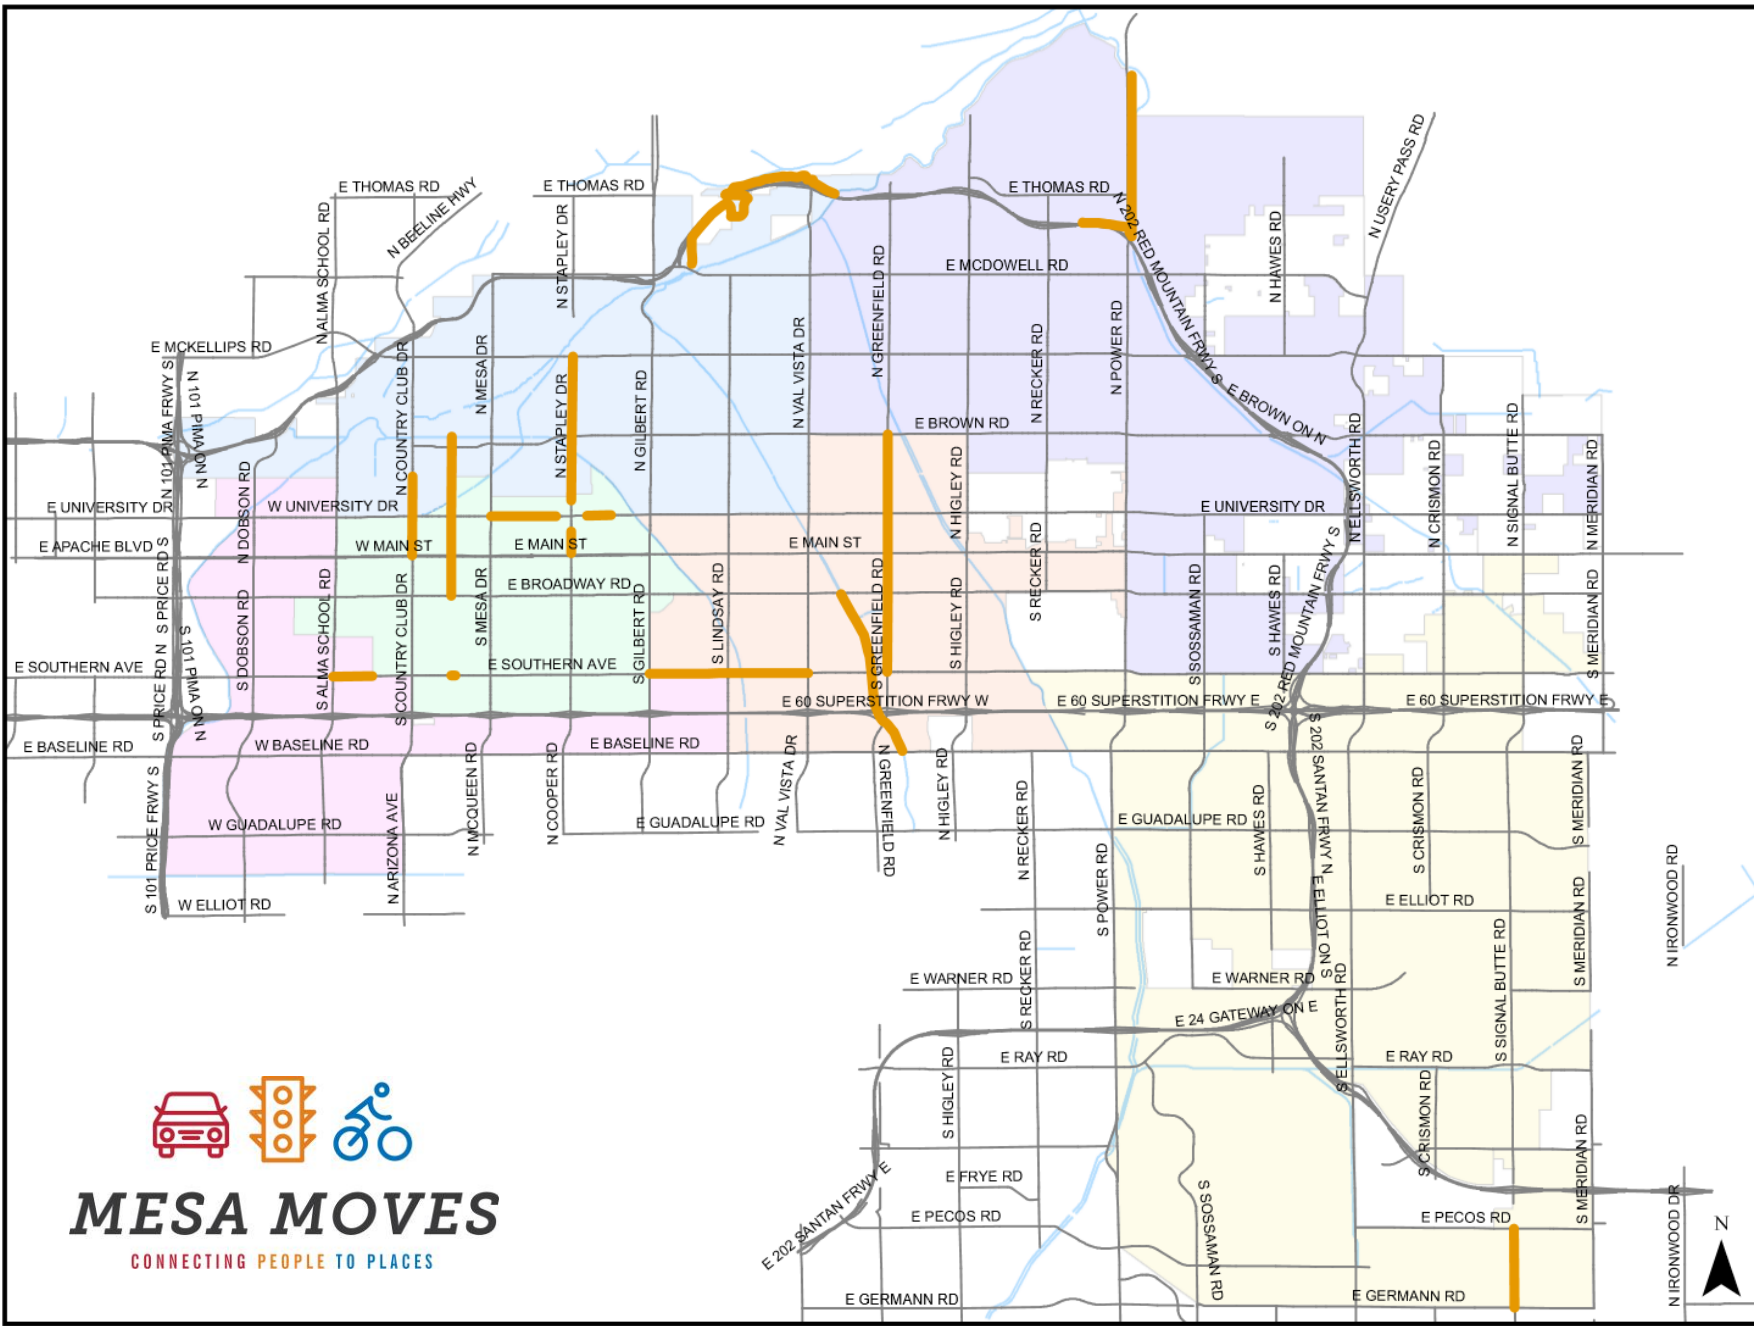 E THOMAS RD
E THOMAS RD
E THOMAS RD
N BEELINE HWY
N ALMA SCHOOL RD
N STAPLEY DR
N 202 RED MOUNTAIN FRWY S
N USERY PASS RD
N HAWES RD
E MCDOWELL RD
N GREENFIELD RD
E MCKELLIPS RD
N 101 PIMA FRWY S
N 101 PIMA ON N
N COUNTRY CLUB DR
N MESA DR
N STAPLEY DR
N GILBERT RD
N VAL VISTA DR
N RECKER RD
N POWER RD
E BROWN ON N
E BROWN RD
N DOBSON RD
N HIGLEY RD
N ELLSWORTH RD
N CRISMON RD
N SIGNAL BUTTE RD
N MERIDIAN RD
E UNIVERSITY DR
W UNIVERSITY DR
E UNIVERSITY DR
E APACHE BLVD
W MAIN ST
E MAIN ST
E MAIN ST
E BROADWAY RD
S PRICE RD N
S PRICE RD S
S 101 PIMA ON N
S DOBSON RD
S ALMA SCHOOL RD
S COUNTRY CLUB DR
S MESA DR
S GILBERT RD
S LINDSAY RD
S GREENFIELD RD
S HIGLEY RD
S RECKER RD
S SOSSAMAN RD
S HAWES RD
S 202 RED MOUNTAIN FRWY S
S MERIDIAN RD
E SOUTHERN AVE
E SOUTHERN AVE
E 60 SUPERSTITION FRWY W
E 60 SUPERSTITION FRWY E
E 60 SUPERSTITION FRWY E
E BASELINE RD
W BASELINE RD
E BASELINE RD
S 101 PRICE FRWY S
N ARIZONA AVE
N MCQUEEN RD
N COOPER RD
N VAL VISTA DR
N GREENFIELD RD
N HIGLEY RD
N RECKER RD
S POWER RD
S HAWES RD
S 202 SANTAN FRWY N
S CRISMON RD
S MERIDIAN RD
W GUADALUPE RD
E GUADALUPE RD
E GUADALUPE RD
W ELLIOT RD
E ELLIOT RD
E ELLIOT ON S
S MERIDIAN RD
N IRONWOOD RD
S RECKER RD
S SIGNAL BUTTE RD
E WARNER RD
E WARNER RD
S ELLSWORTH RD
E 24 GATEWAY ON E
E RAY RD
E RAY RD
S HIGLEY RD
S CRISMON RD
S MERIDIAN RD
E FRYE RD
E 202 SANTAN FRWY E
E PECOS RD
E PECOS RD
S SOSSAMAN RD
N IRONWOOD DR
E GERMANN RD
E GERMANN RD
MESA MOVES
CONNECTING PEOPLE TO PLACES
N